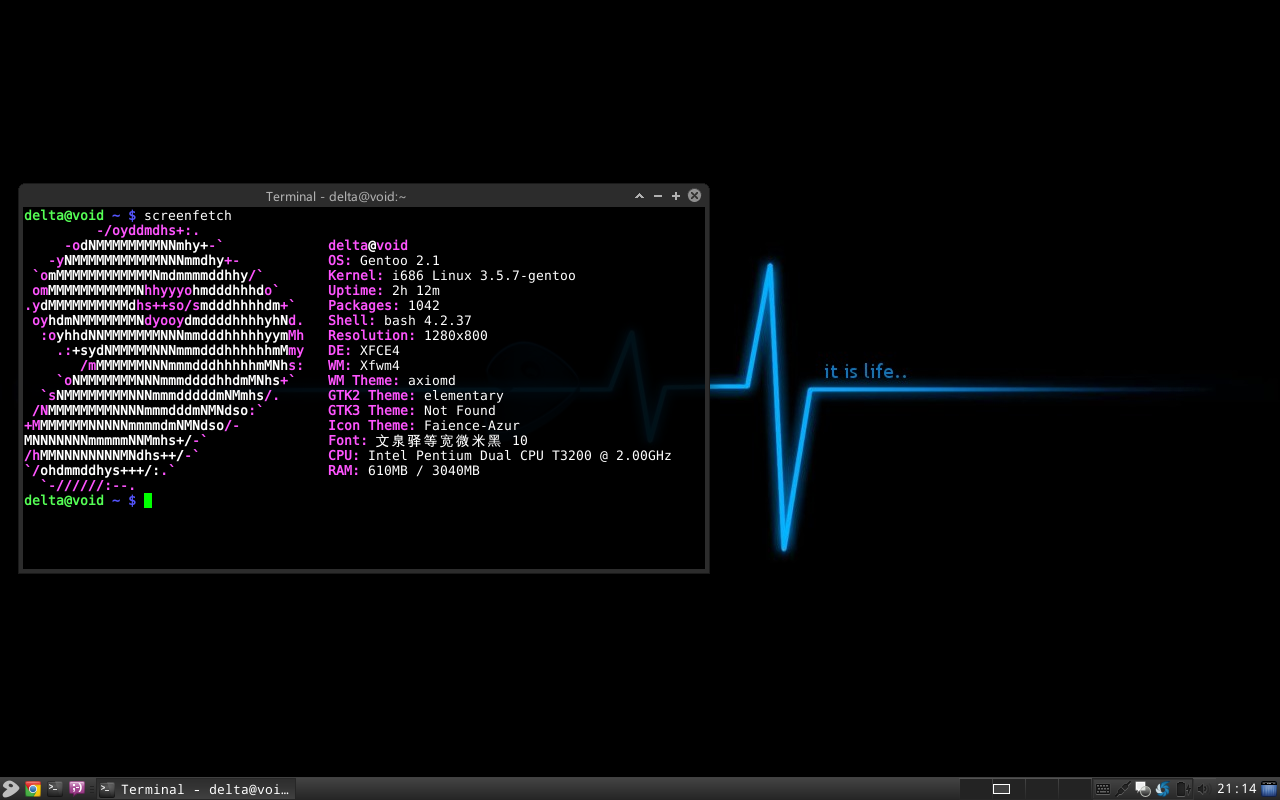 Terminal - delta@void:~
delta@void ~ $ screenfetch
-/oyddmdhs+:.
-odNMMMMMMMMNNmhy+-` delta@void
-yNMMMMMMMMMMMNNNmmdhy+- OS: Gentoo 2.1
`omMMMMMMMMMMMMNmdmmmmddhhy/` Kernel: i686 Linux 3.5.7-gentoo
omMMMMMMMMMMMNhhyyyohmdddhhhdo` Uptime: 2h 12m
.ydMMMMMMMMMMdhs++so/smdddhhhhdm+` Packages: 1042
oyhdmNMMMMMMMNdyooydmddddhhhhyhNd. Shell: bash 4.2.37
:oyhhdNNMMMMMMMNNNmmdddhhhhhyymMh Resolution: 1280x800
.:+sydNMMMMMNNNmmmdddhhhhhhmMmy DE: XFCE4
/mMMMMMMNNNmmmdddhhhhhmMNhs: WM: Xfwm4
`oNMMMMMMMNNNmmmddddhhdmMNhs+` WM Theme: axiomd
`sNMMMMMMMMNNNmmmdddddmNMmhs/. GTK2 Theme: elementary
/NMMMMMMMMNNNNmmmdddmNMNdso:` GTK3 Theme: Not Found
+MMMMMMMNNNNNmmmmdmNMNdso/- Icon Theme: Faience-Azur
MNNNNNNNmmmmmNNMmhs+/-` Font: 文泉驿等宽微米黑 10
/hMMNNNNNNNNMNdhs++/-` CPU: Intel Pentium Dual CPU T3200 @ 2.00GHz
`/ohdmmddhys+++/:.` RAM: 610MB / 3040MB
`-//////:--.
delta@void ~ $
it is life..
Terminal - delta@voi… 21:14